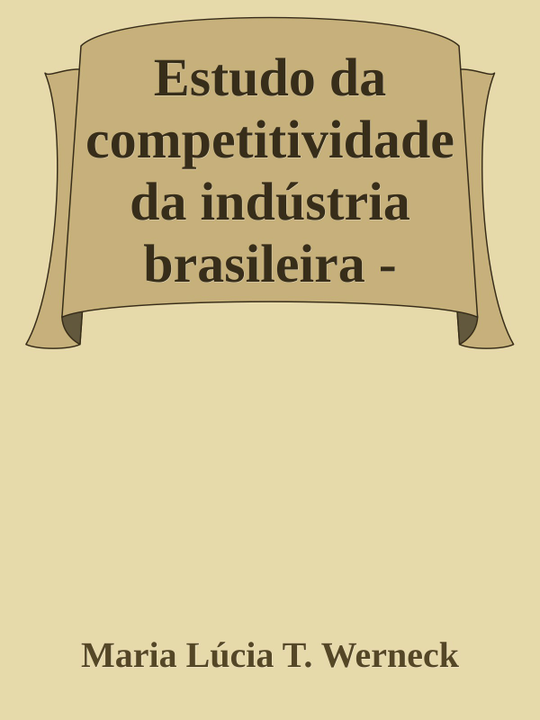 Estudo da
competitividade
da indústria
brasileira -
Maria Lúcia T. Werneck